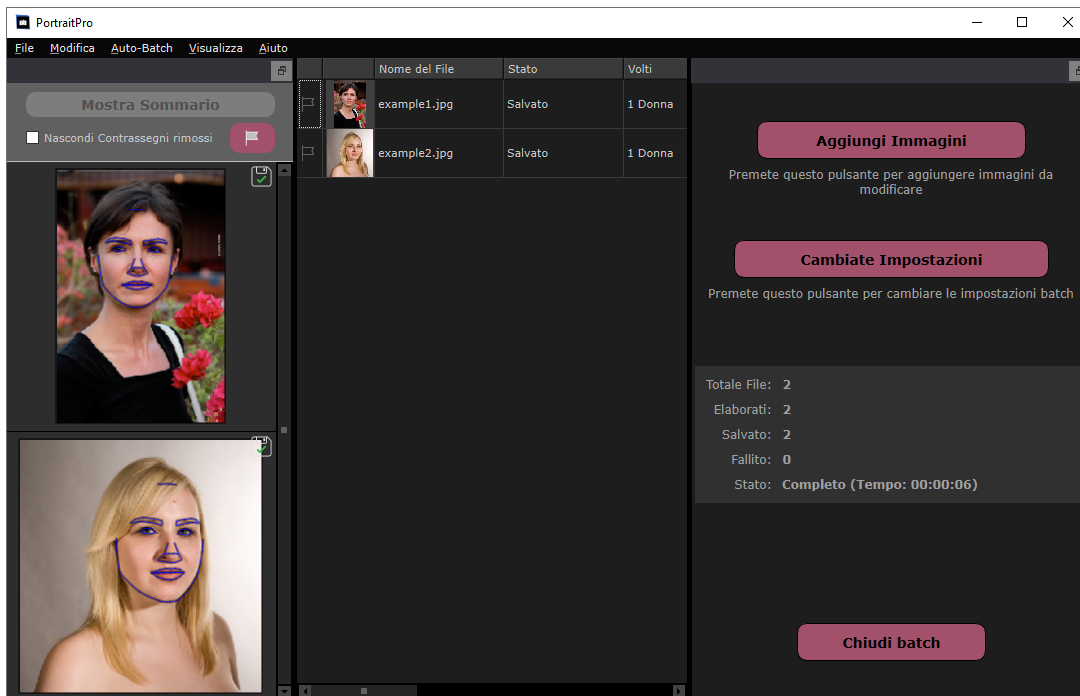 PortraitPro
File Modifica Auto-Batch Visualizza Aiuto
Mostra Sommario
Nascondi Contrassegni rimossi
Nome del File Stato Volti
example1.jpg Salvato 1 Donna
example2.jpg Salvato 1 Donna
Aggiungi Immagini
Premete questo pulsante per aggiungere immagini da
modificare
Cambiate Impostazioni
Premete questo pulsante per cambiare le impostazioni batch
Totale File: 2
Elaborati: 2
Salvato: 2
Fallito: 0
Stato: Completo (Tempo: 00:00:06)
Chiudi batch